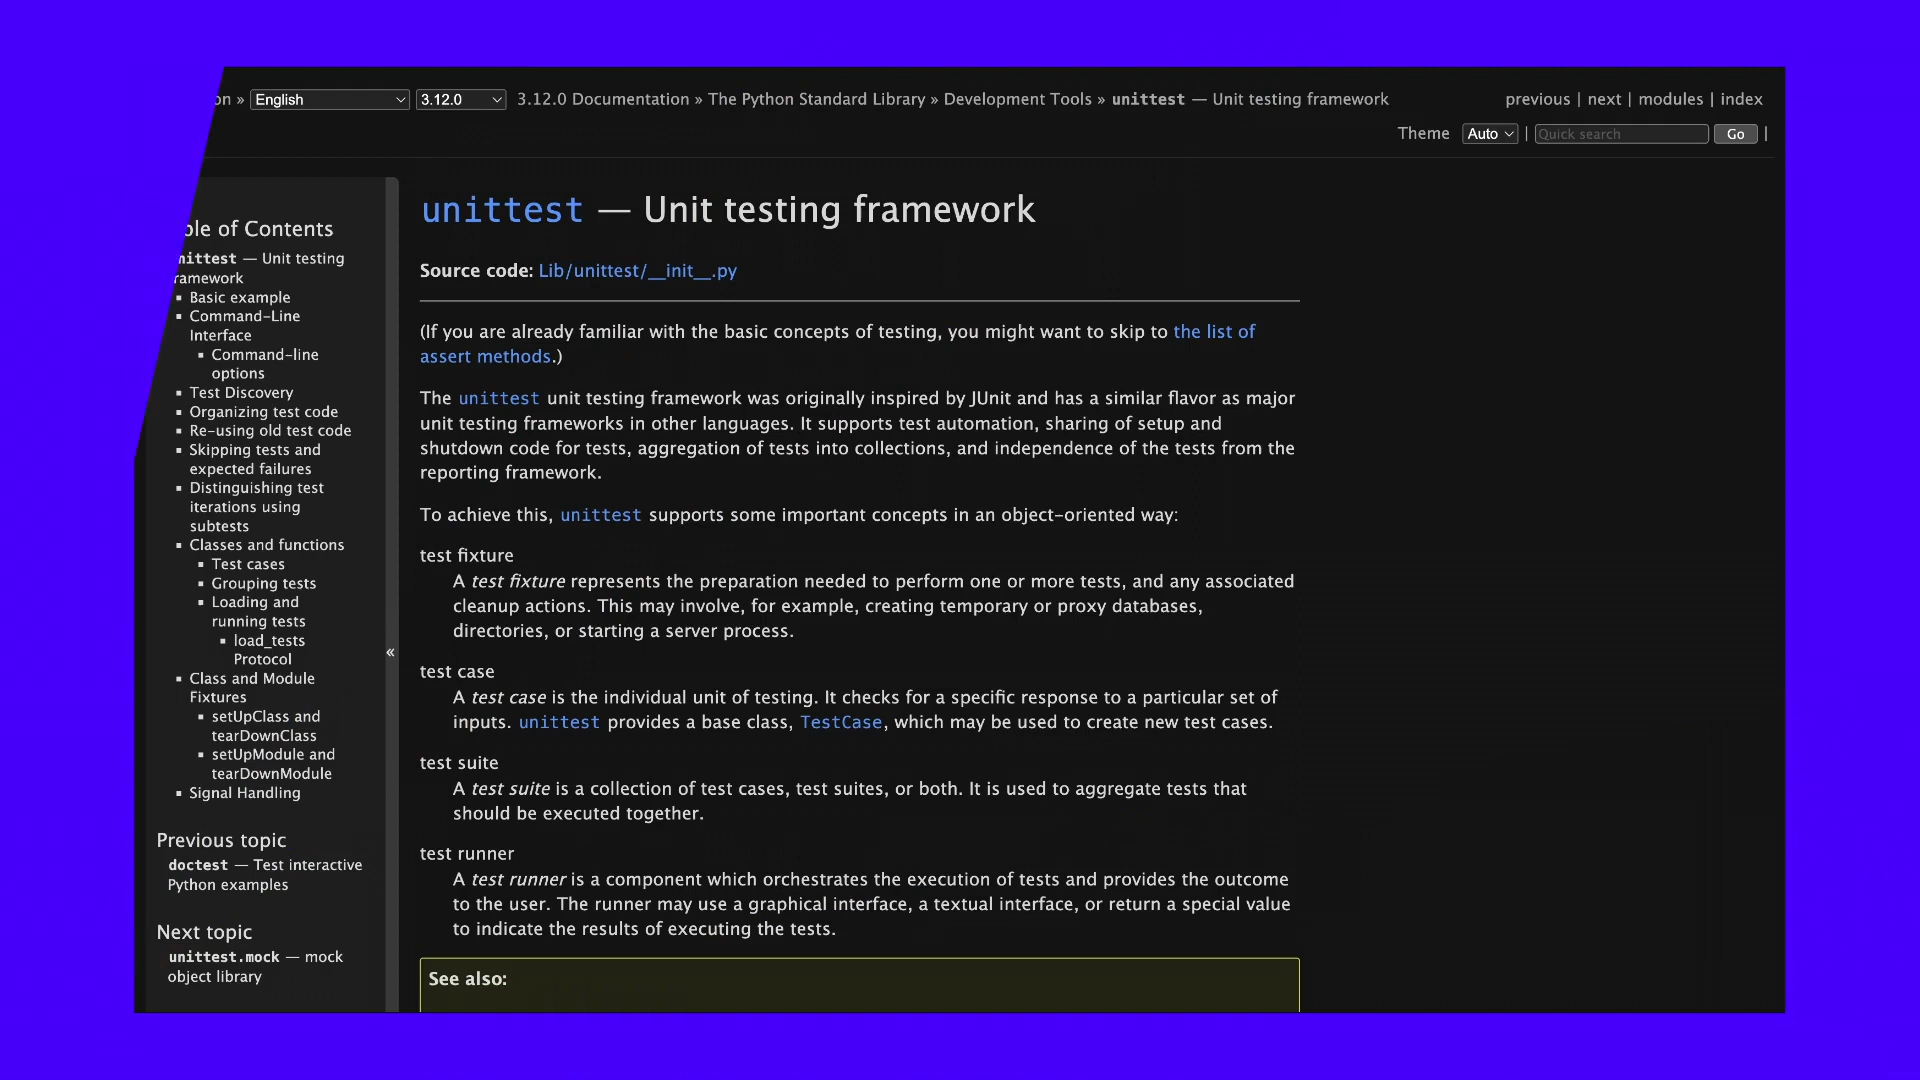 on » English 3.12.0 3.12.0 Documentation » The Python Standard Library » Development Tools » unittest — Unit testing framework previous | next | modules | index
Theme Auto | Quick search Go |
ble of Contents
nittest — Unit testing
ramework
▪ Basic example
▪ Command-Line
Interface
▪ Command-line
options
▪ Test Discovery
▪ Organizing test code
▪ Re-using old test code
▪ Skipping tests and
expected failures
▪ Distinguishing test
iterations using
subtests
▪ Classes and functions
▪ Test cases
▪ Grouping tests
▪ Loading and
running tests
▪ load_tests
Protocol
▪ Class and Module
Fixtures
▪ setUpClass and
tearDownClass
▪ setUpModule and
tearDownModule
▪ Signal Handling
Previous topic
doctest — Test interactive
Python examples
Next topic
unittest.mock — mock
object library
«
unittest — Unit testing framework
Source code: Lib/unittest/__init__.py
(If you are already familiar with the basic concepts of testing, you might want to skip to the list of
assert methods.)
The unittest unit testing framework was originally inspired by JUnit and has a similar flavor as major
unit testing frameworks in other languages. It supports test automation, sharing of setup and
shutdown code for tests, aggregation of tests into collections, and independence of the tests from the
reporting framework.
To achieve this, unittest supports some important concepts in an object-oriented way:
test fixture
A test fixture represents the preparation needed to perform one or more tests, and any associated
cleanup actions. This may involve, for example, creating temporary or proxy databases,
directories, or starting a server process.
test case
A test case is the individual unit of testing. It checks for a specific response to a particular set of
inputs. unittest provides a base class, TestCase, which may be used to create new test cases.
test suite
A test suite is a collection of test cases, test suites, or both. It is used to aggregate tests that
should be executed together.
test runner
A test runner is a component which orchestrates the execution of tests and provides the outcome
to the user. The runner may use a graphical interface, a textual interface, or return a special value
to indicate the results of executing the tests.
See also: